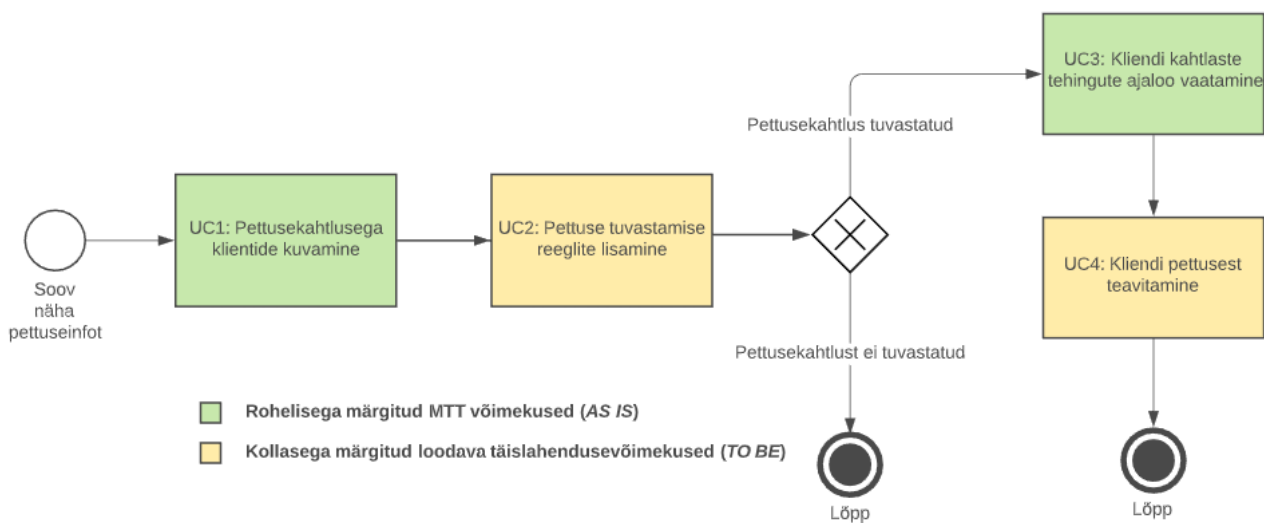 UC3: Kliendi kahtlaste
tehingute ajaloo vaatamine
Pettusekahtlus tuvastatud
UC1: Pettusekahtlusega
klientide kuvamine
UC2: Pettuse tuvastamise
reeglite lisamine
UC4: Kliendi pettusest
teavitamine
Soov
näha
pettuseinfot
Pettusekahtlust ei tuvastatud
Rohelisega märgitud MTT võimekused (AS IS)
Kollasega märgitud loodava täislahendusevõimekused (TO BE)
Lõpp
Lõpp